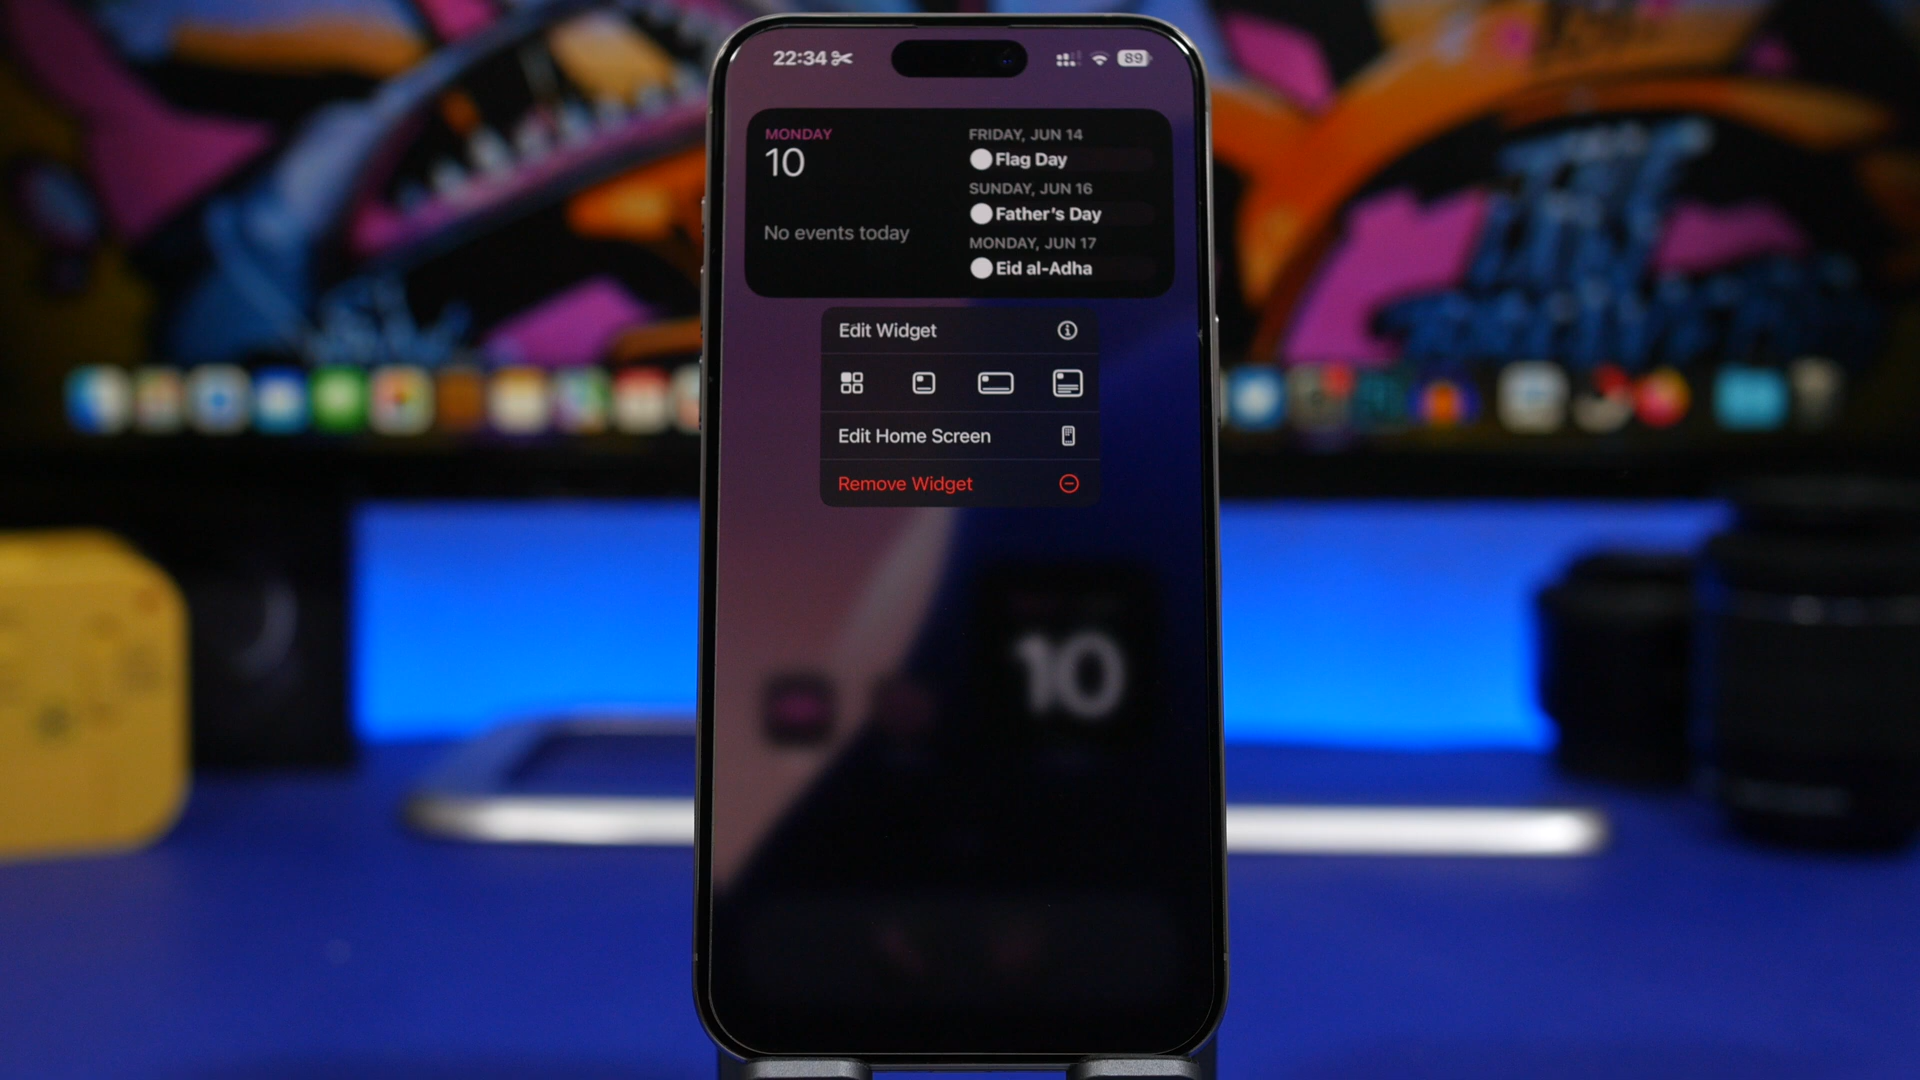 22:34
89
MONDAY
10
No events today
FRIDAY, JUN 14
Flag Day
SUNDAY, JUN 16
Father's Day
MONDAY, JUN 17
Eid al-Adha
Edit Widget
Edit Home Screen
Remove Widget
10